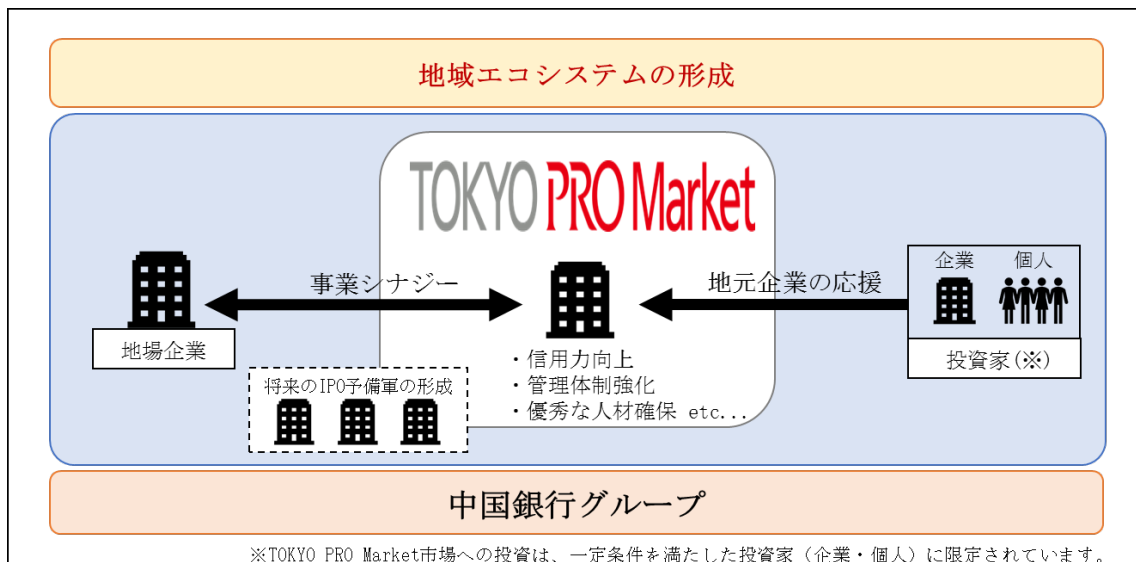 地域エコシステムの形成
TOKYO PRO Market
企業 個人
事業シナジー
地元企業の応援
地場企業
投資家(※)
・信用力向上
・管理体制強化
・優秀な人材確保 etc...
将来のIPO予備軍の形成
中国銀行グループ
※TOKYO PRO Market市場への投資は、一定条件を満たした投資家（企業・個人）に限定されています。